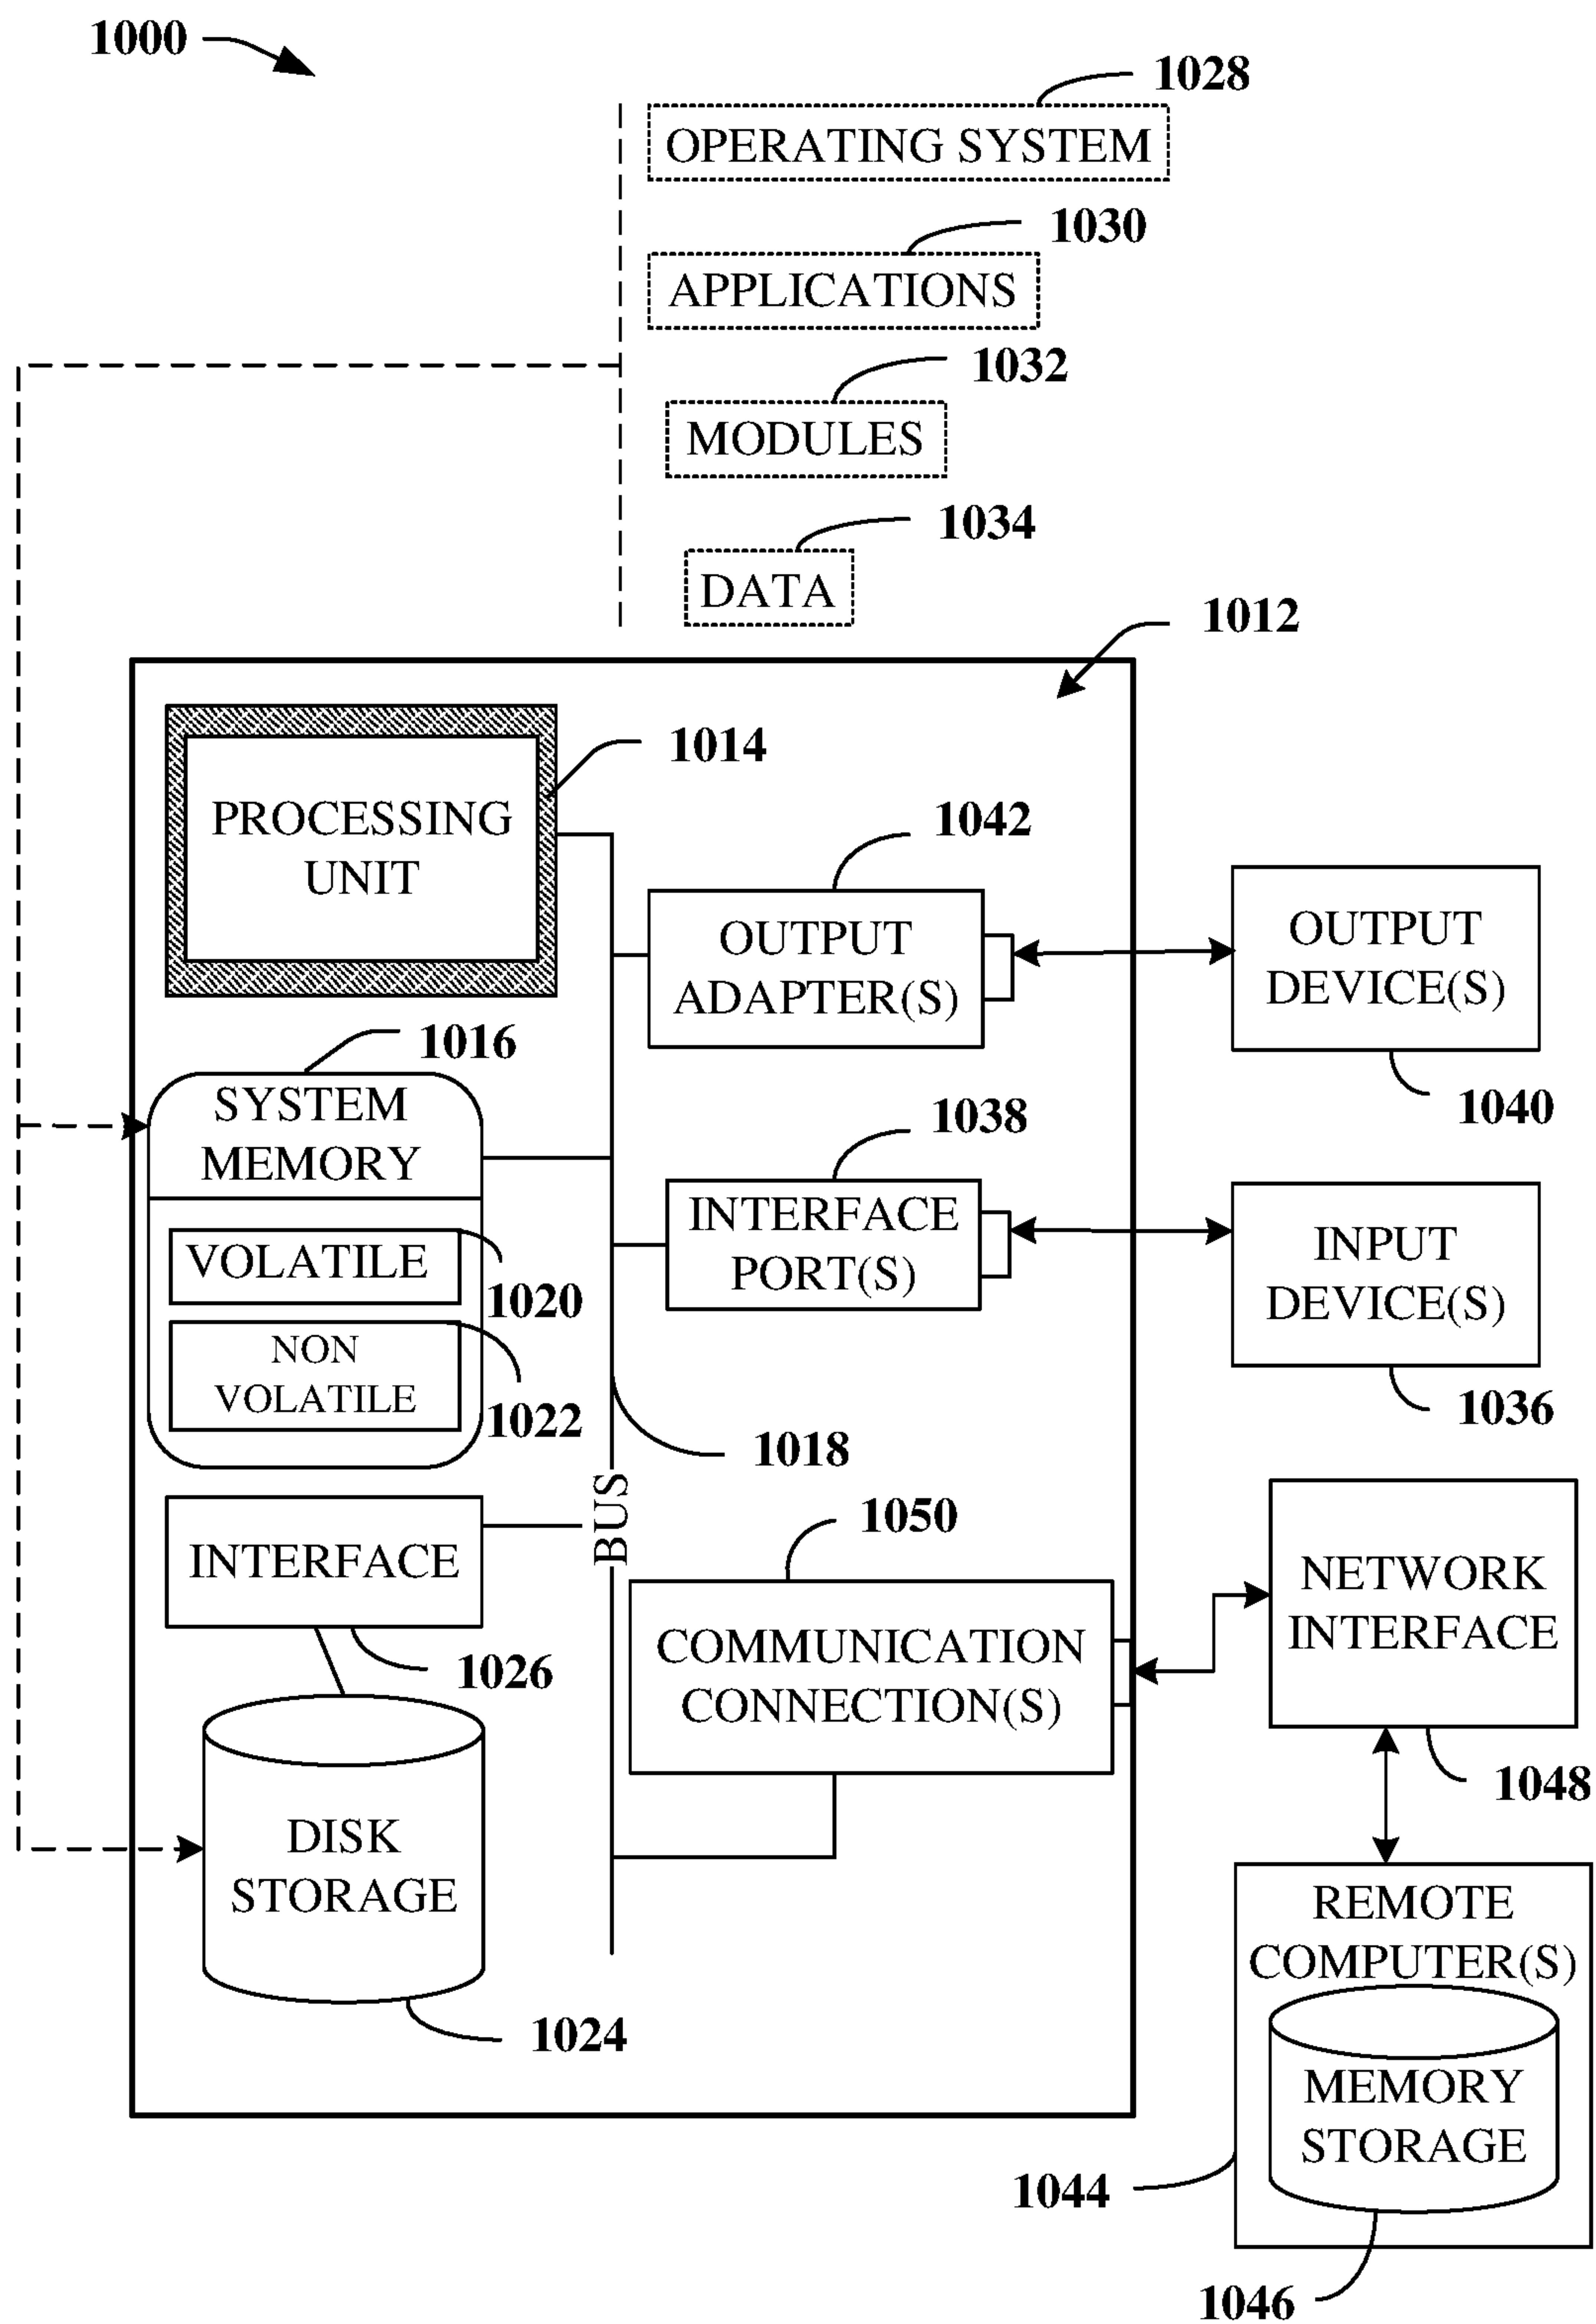 1000
1028
OPERATING SYSTEM
1030
APPLICATIONS
1032
MODULES
1034
DATA
1012
PROCESSING
UNIT
1014
1042
OUTPUT
ADAPTER(S)
OUTPUT
DEVICE(S)
1040
1016
SYSTEM
MEMORY
VOLATILE
1020
NON
VOLATILE
1022
1038
INTERFACE
PORT(S)
INPUT
DEVICE(S)
1036
1018
BUS
INTERFACE
1026
1050
COMMUNICATION
CONNECTION(S)
NETWORK
INTERFACE
1048
DISK
STORAGE
1024
REMOTE
COMPUTER(S)
MEMORY
STORAGE
1044
1046